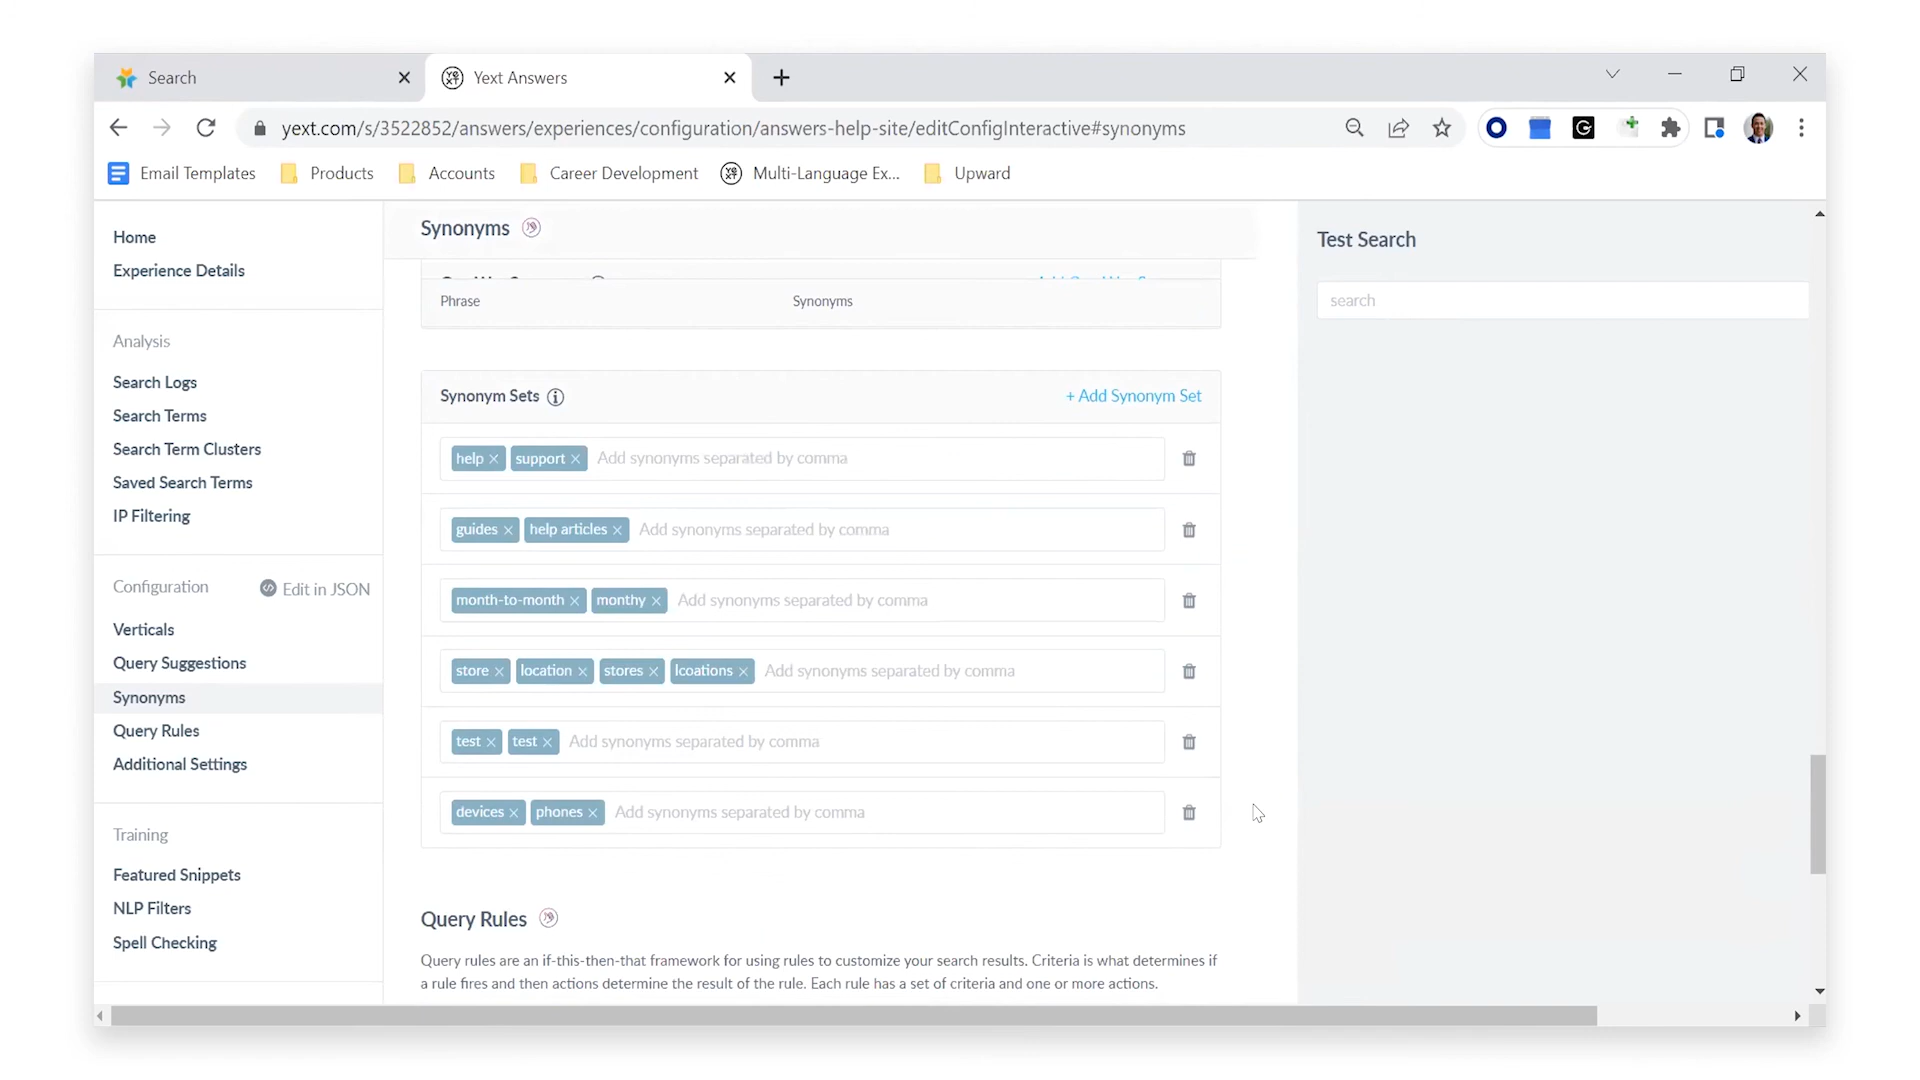 Search
Yext Answers
yext.com/s/3522852/answers/experiences/configuration/answers-help-site/editConfigInteractive#synonyms
Email Templates Products Accounts Career Development Multi-Language Ex... Upward
Home
Experience Details
Analysis
Search Logs
Search Terms
Search Term Clusters
Saved Search Terms
IP Filtering
Configuration Edit in JSON
Verticals
Query Suggestions
Synonyms
Query Rules
Additional Settings
Training
Featured Snippets
NLP Filters
Spell Checking
Synonyms
Phrase Synonyms
Synonym Sets + Add Synonym Set
help support Add synonyms separated by comma
guides help articles Add synonyms separated by comma
month-to-month monthy Add synonyms separated by comma
store location stores lcoations Add synonyms separated by comma
test test Add synonyms separated by comma
devices phones Add synonyms separated by comma
Query Rules
Query rules are an if-this-then-that framework for using rules to customize your search results. Criteria is what determines if
a rule fires and then actions determine the result of the rule. Each rule has a set of criteria and one or more actions.
Test Search
search